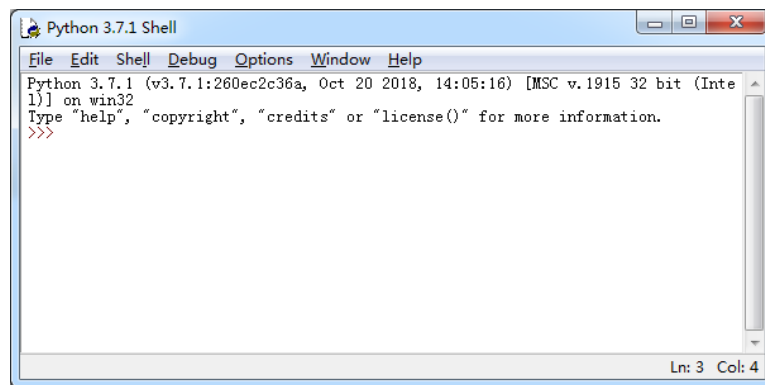 Python 3.7.1 Shell
File Edit Shell Debug Options Window Help
Python 3.7.1 (v3.7.1:260ec2c36a, Oct 20 2018, 14:05:16) [MSC v.1915 32 bit (Inte
l)] on win32
Type "help", "copyright", "credits" or "license()" for more information.
>>>
Ln: 3 Col: 4